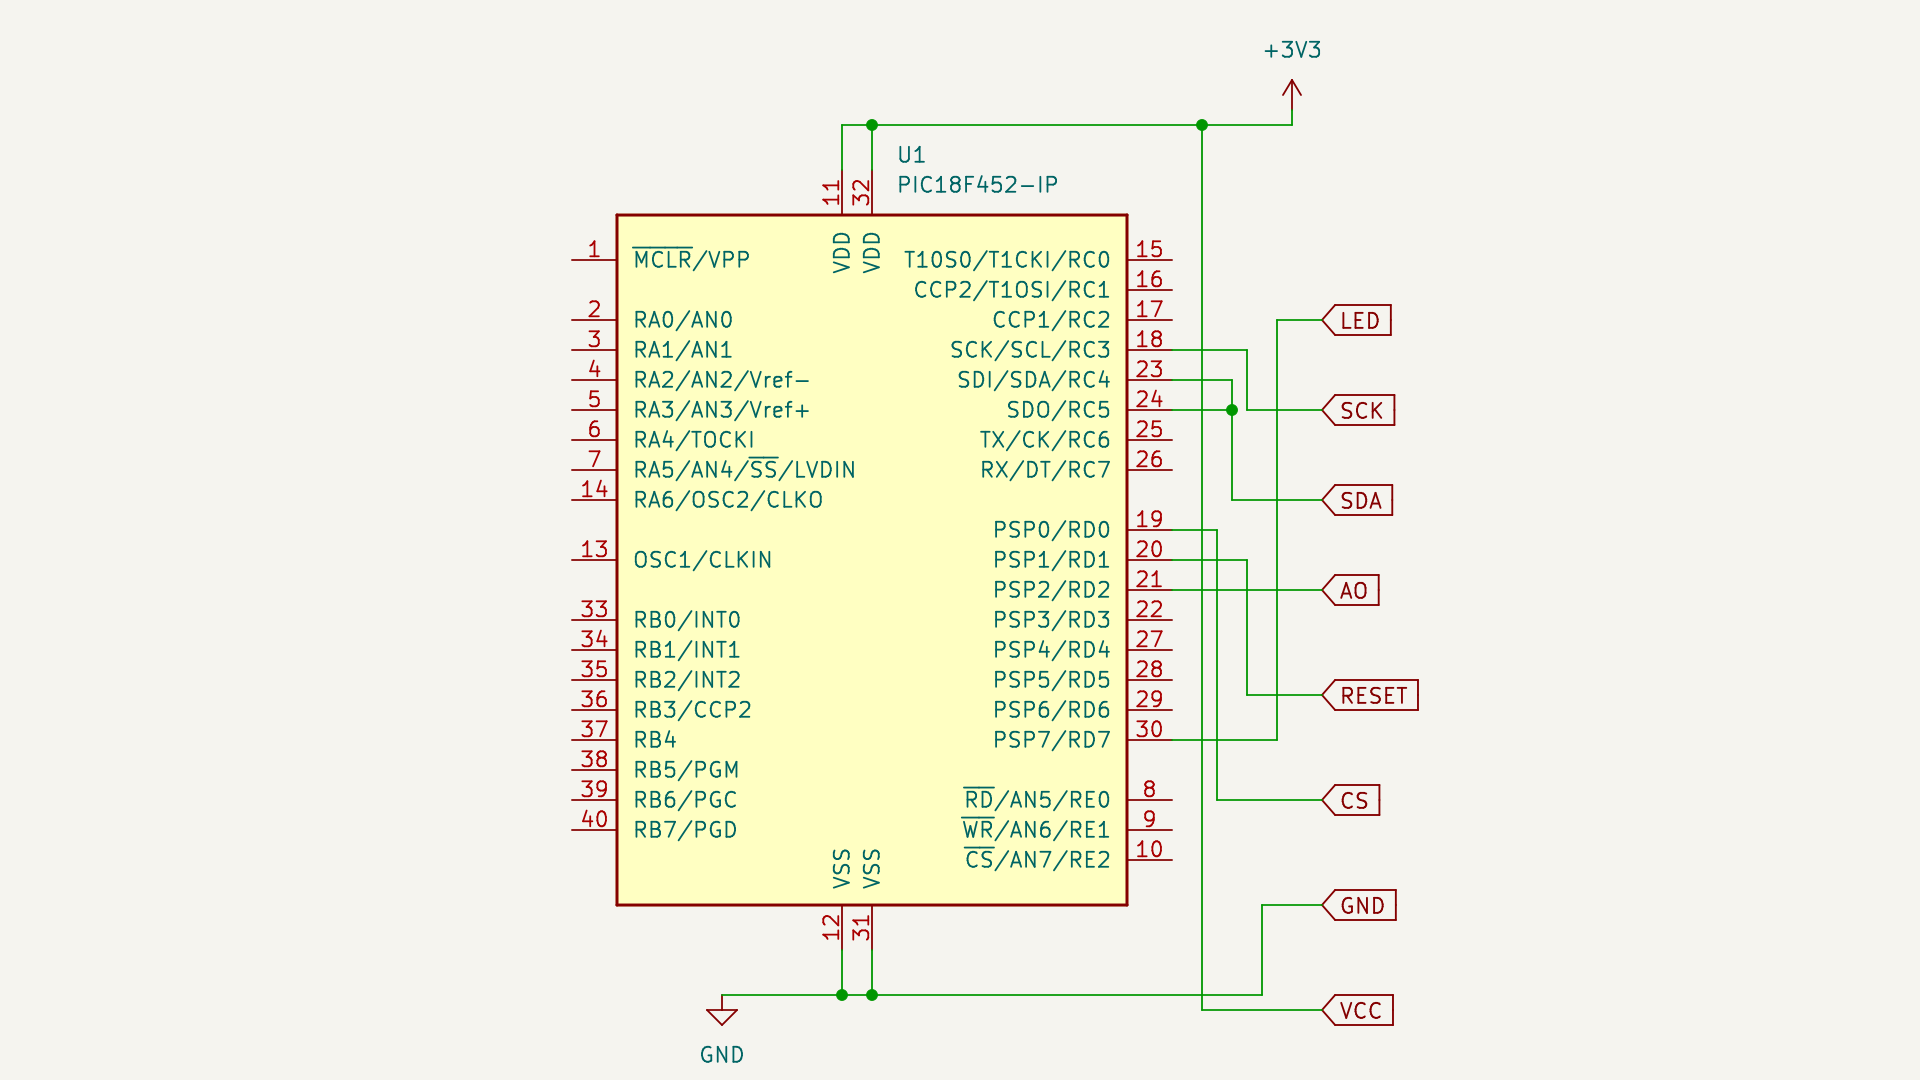 +3V3
U1
PIC18F452-IP
11 32
VDD VDD
1 MCLR/VPP
2 RA0/AN0
3 RA1/AN1
4 RA2/AN2/Vref-
5 RA3/AN3/Vref+
6 RA4/TOCKI
7 RA5/AN4/SS/LVDIN
14 RA6/OSC2/CLKO
13 OSC1/CLKIN
33 RB0/INT0
34 RB1/INT1
35 RB2/INT2
36 RB3/CCP2
37 RB4
38 RB5/PGM
39 RB6/PGC
40 RB7/PGD
T1OSO/T1CKI/RC0 15
CCP2/T1OSI/RC1 16
CCP1/RC2 17
SCK/SCL/RC3 18
SDI/SDA/RC4 23
SDO/RC5 24
TX/CK/RC6 25
RX/DT/RC7 26
PSP0/RD0 19
PSP1/RD1 20
PSP2/RD2 21
PSP3/RD3 22
PSP4/RD4 27
PSP5/RD5 28
PSP6/RD6 29
PSP7/RD7 30
RD/AN5/RE0 8
WR/AN6/RE1 9
CS/AN7/RE2 10
VSS VSS
12 31
LED
SCK
SDA
AO
RESET
CS
GND
VCC
GND